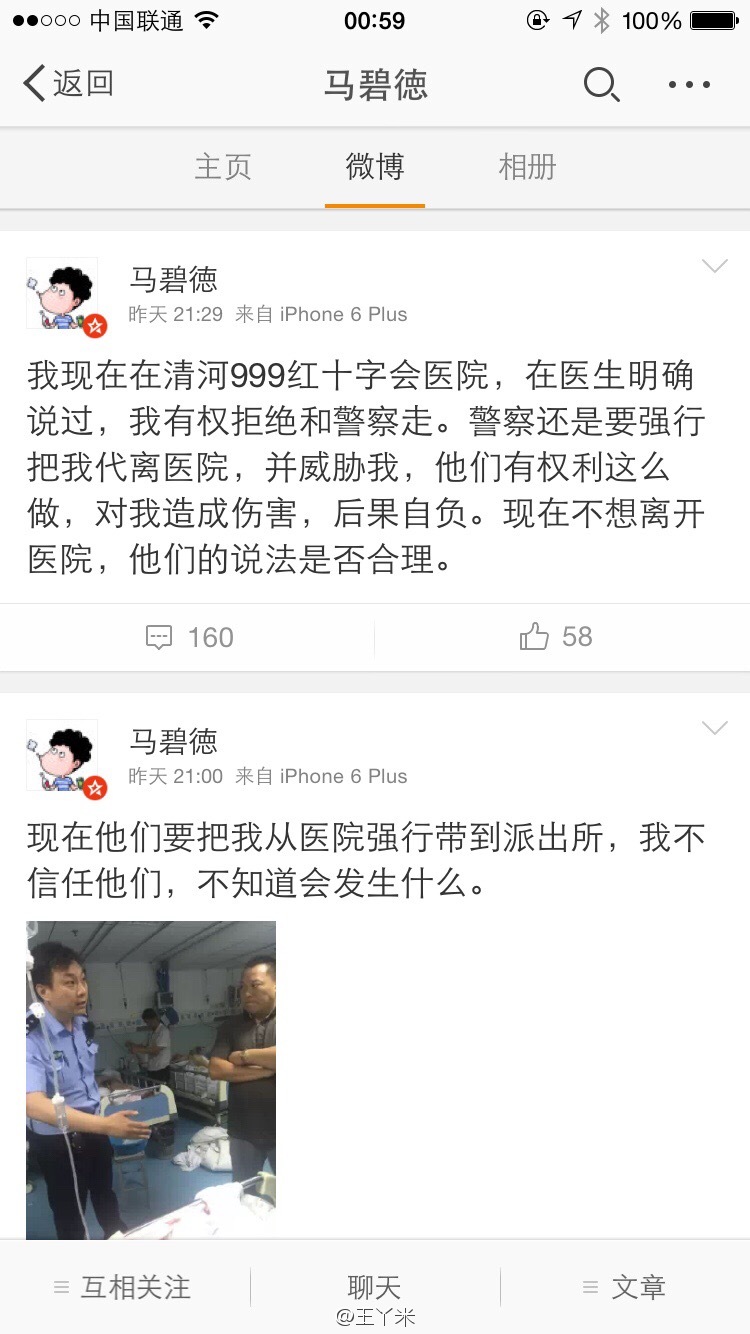 中国联通 00:59 100%
返回 马碧德 ...
主页 微博 相册
马碧德
昨天 21:29 来自 iPhone 6 Plus
我现在在清河999红十字会医院，在医生明确
说过，我有权拒绝和警察走。警察还是要强行
把我代离医院，并威胁我，他们有权利这么
做，对我造成伤害，后果自负。现在不想离开
医院，他们的说法是否合理。
160 58
马碧德
昨天 21:00 来自 iPhone 6 Plus
现在他们要把我从医院强行带到派出所，我不
信任他们，不知道会发生什么。
互相关注 聊天 文章
@王丫米